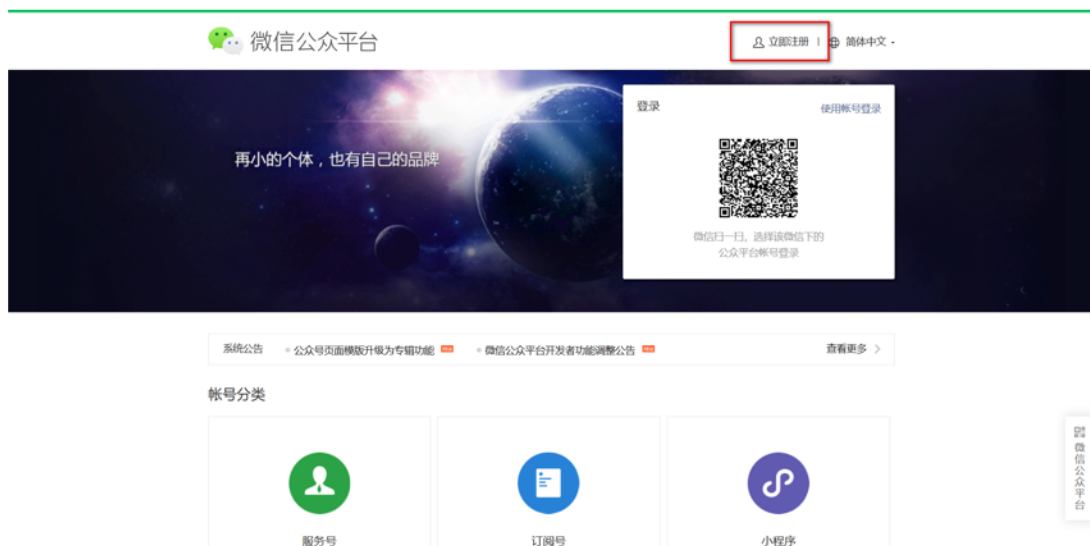 微信公众平台
立即注册 | 简体中文
再小的个体，也有自己的品牌
登录
使用帐号登录
微信扫一扫，选择该微信下的
公众平台帐号登录
系统公告
公众号页面模版升级为专辑功能
微信公众平台开发者功能调整公告
查看更多 >
帐号分类
服务号
订阅号
小程序
微信公众平台